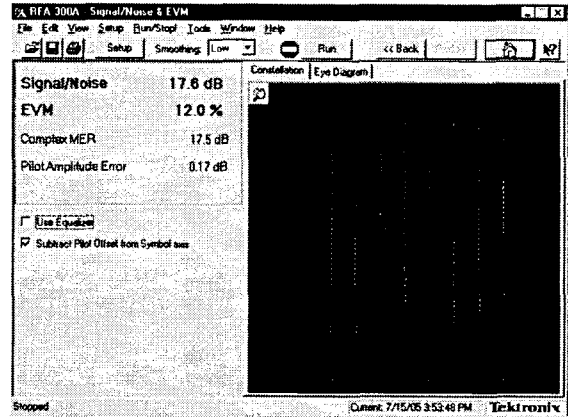 RFA 300A - Signal/Noise & EVM
File Edit View Setup Run/Stop! Tools Window Help
Setup Smoothing: Low Run << Back
Constellation Eye Diagram
Signal/Noise 17.6 dB
EVM 12.0 %
Complex MER 17.5 dB
Pilot Amplitude Error 0.17 dB
Use Equalizer
Subtract Pilot Offset from Symbol axis
Stopped Current: 7/15/05 3:53:48 PM Tektronix